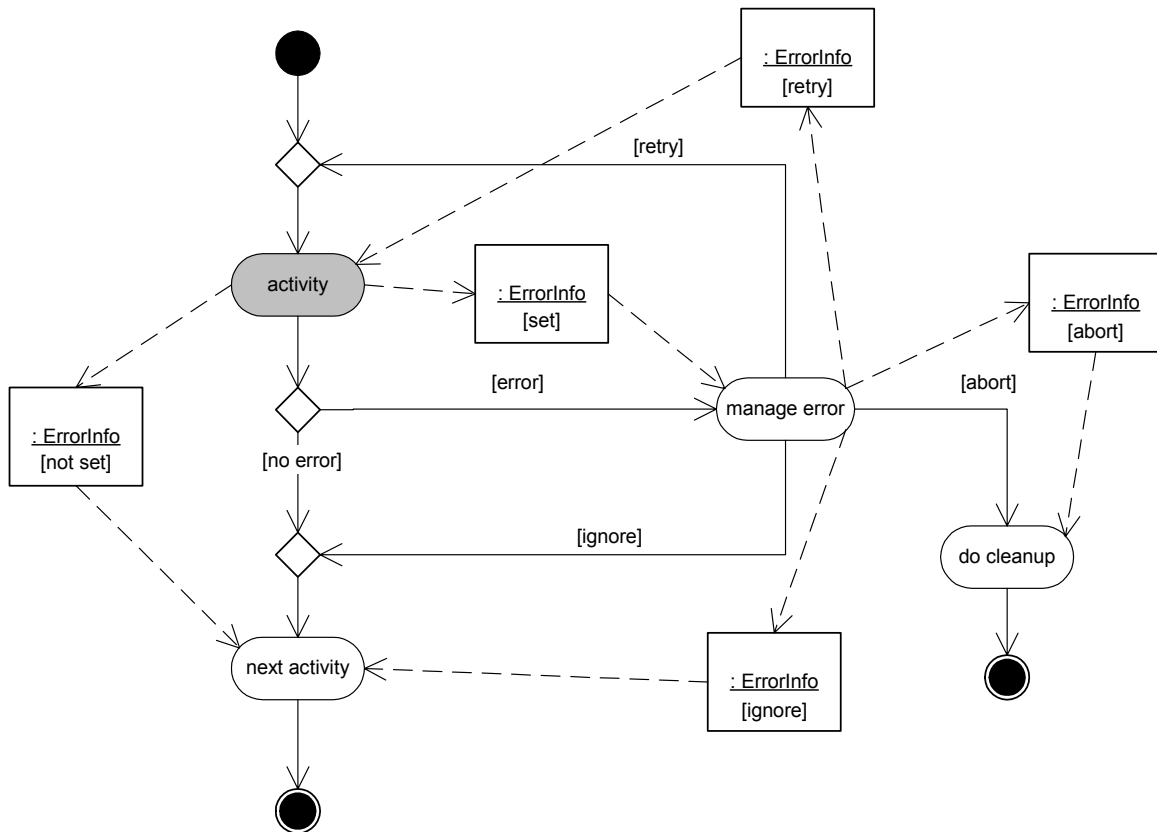 : ErrorInfo
[retry]
[retry]
activity
: ErrorInfo
[set]
: ErrorInfo
[abort]
[error]
[abort]
manage error
: ErrorInfo
[not set]
[no error]
[ignore]
do cleanup
next activity
: ErrorInfo
[ignore]